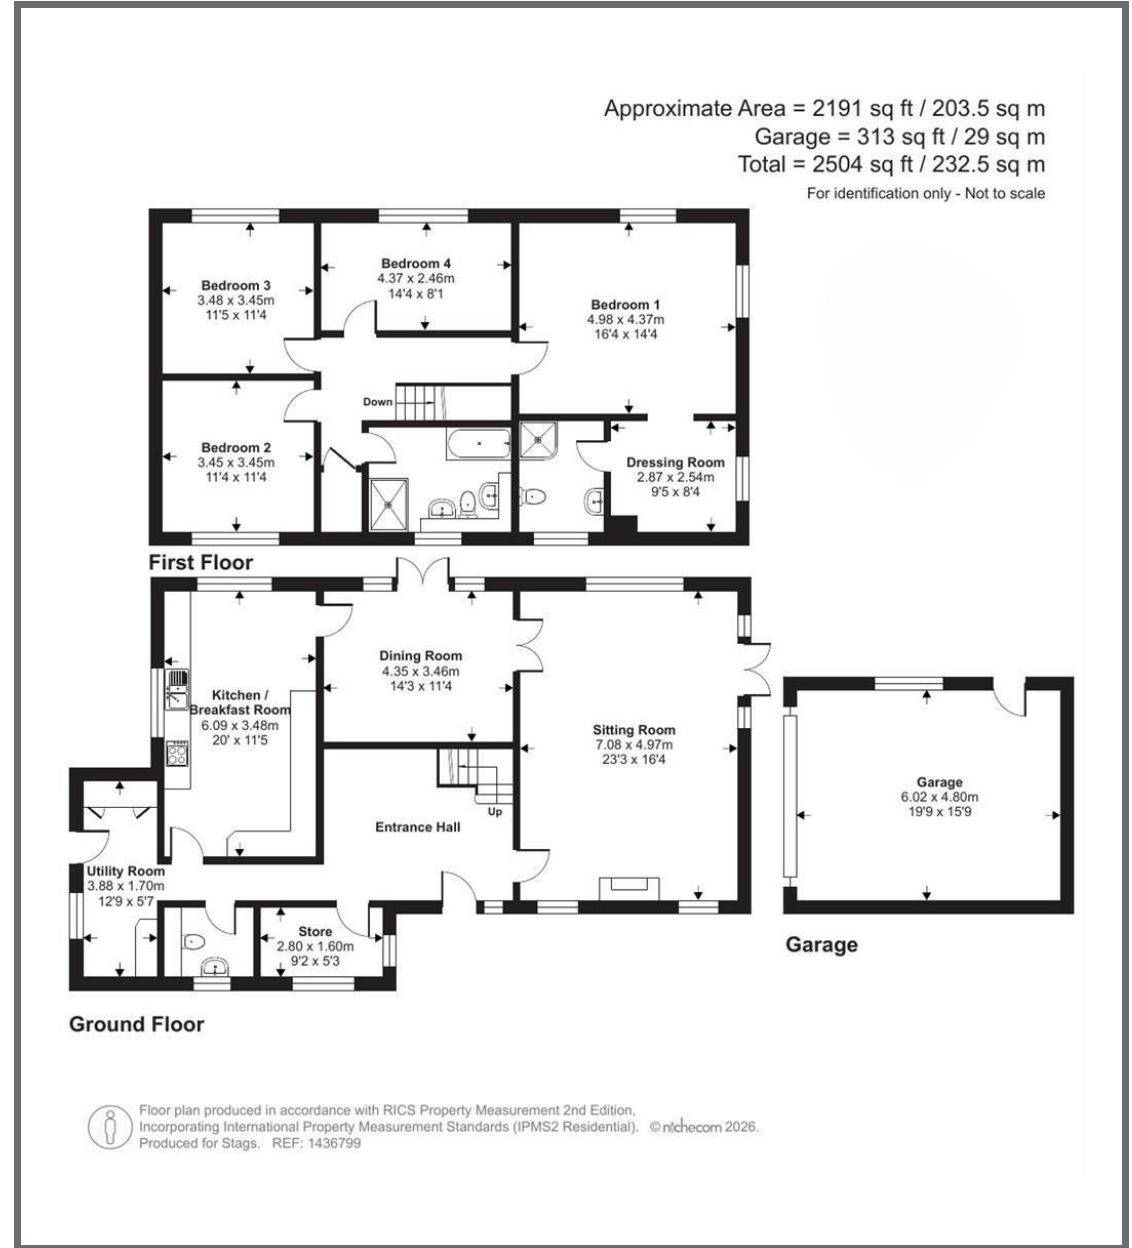 Approximate Area = 2191 sq ft / 203.5 sq m
Garage = 313 sq ft / 29 sq m
Total = 2504 sq ft / 232.5 sq m
For identification only - Not to scale
Bedroom 3
3.48 x 3.45m
11'5 x 11'4
Bedroom 4
4.37 x 2.46m
14'4 x 8'1
Bedroom 1
4.98 x 4.37m
16'4 x 14'4
Down
Bedroom 2
3.45 x 3.45m
11'4 x 11'4
Dressing Room
2.87 x 2.54m
9'5 x 8'4
First Floor
Kitchen /
Breakfast Room
6.09 x 3.48m
20' x 11'5
Dining Room
4.35 x 3.46m
14'3 x 11'4
Sitting Room
7.08 x 4.97m
23'3 x 16'4
Up
Entrance Hall
Utility Room
3.88 x 1.70m
12'9 x 5'7
Store
2.80 x 1.60m
9'2 x 5'3
Garage
6.02 x 4.80m
19'9 x 15'9
Garage
Ground Floor
Floor plan produced in accordance with RICS Property Measurement 2nd Edition,
Incorporating International Property Measurement Standards (IPMS2 Residential). © nichecom 2026.
Produced for Stags. REF: 1436799